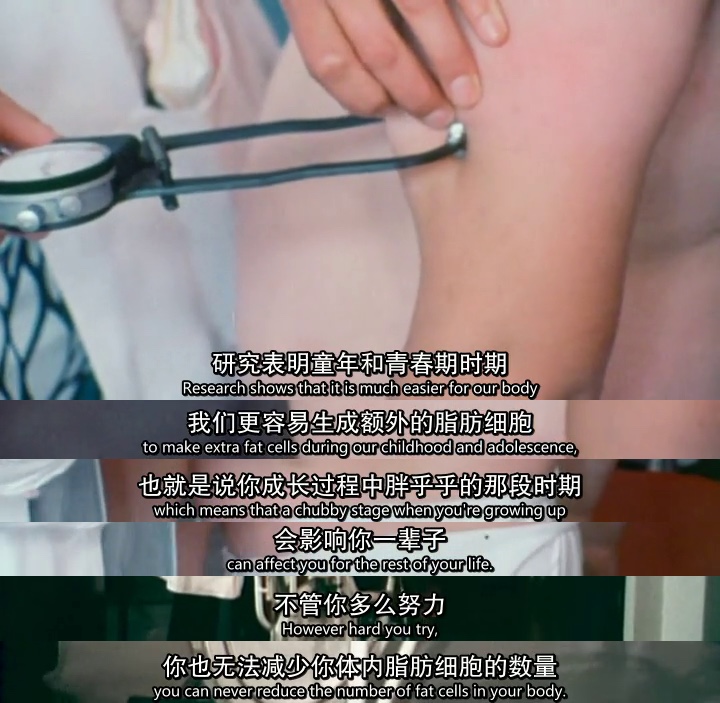 研究表明童年和青春期时期
Research shows that it is much easier for our body
我们更容易生成额外的脂肪细胞
to make extra fat cells during our childhood and adolescence,
也就是说你成长过程中胖乎乎的那段时期
which means that a chubby stage when you're growing up
会影响你一辈子
can affect you for the rest of your life.
不管你多么努力
However hard you try,
你也无法减少你体内脂肪细胞的数量
you can never reduce the number of fat cells in your body.